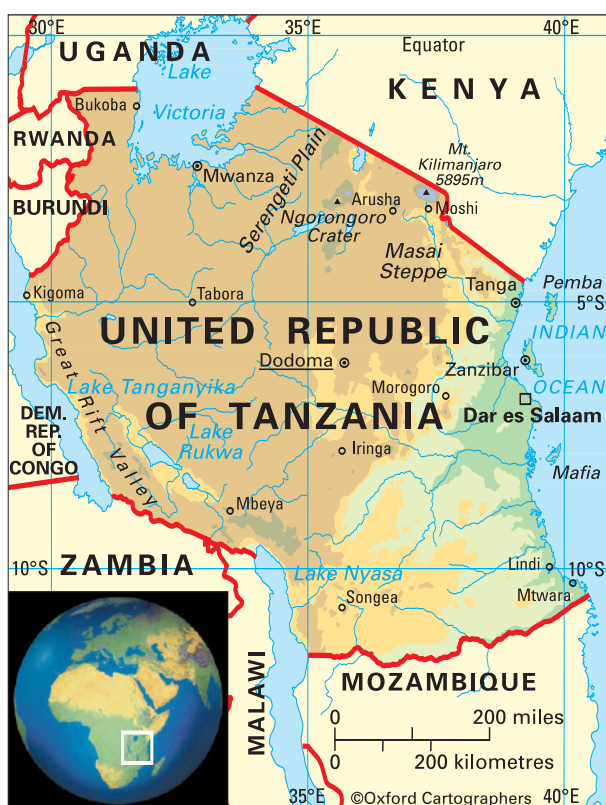 30°E
35°E
40°E
UGANDA
Equator
Lake
Victoria
KENYA
Bukoba
RWANDA
Mwanza
Serengeti Plain
Mt.
Kilimanjaro
5895m
BURUNDI
Arusha
Moshi
Ngorongoro
Crater
Masai
Steppe
Kigoma
Tabora
Tanga
Pemba
5°S
UNITED REPUBLIC
INDIAN
Great Rift Valley
Dodoma
Zanzibar
Lake Tanganyika
Morogoro
OCEAN
OF TANZANIA
Dar es Salaam
DEM.
REP.
OF
CONGO
Lake
Rukwa
Iringa
Mafia
Mbeya
ZAMBIA
10°S
10°S
Lake Nyasa
Lindi
Songea
Mtwara
MALAWI
MOZAMBIQUE
0 200 miles
0 200 kilometres
35°E
©Oxford Cartographers
40°E